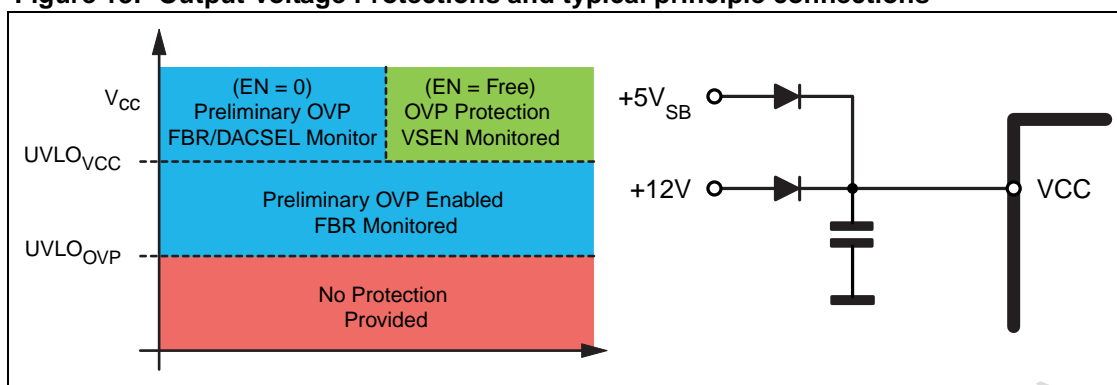 Figure 10. Output Voltage Protections and typical principle connections
VCC
(EN = 0)
Preliminary OVP
FBR/DACSEL Monitor
(EN = Free)
OVP Protection
VSEN Monitored
UVLOVCC
Preliminary OVP Enabled
FBR Monitored
UVLOOVP
No Protection
Provided
+5VSB
+12V
VCC